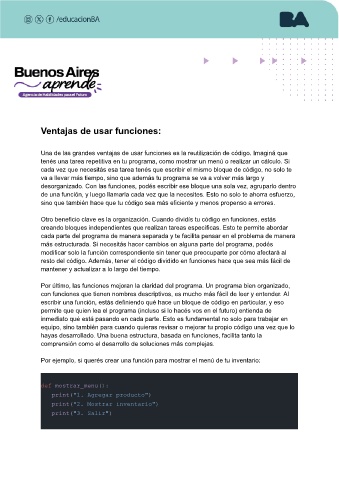 /educacionBA
BA
Buenos Aires
aprende
Agencia de Habilidades para el Futuro
Ventajas de usar funciones:
Una de las grandes ventajas de usar funciones es la reutilización de código. Imaginá que
tenés una tarea repetitiva en tu programa, como mostrar un menú o realizar un cálculo. Si
cada vez que necesitás esa tarea tenés que escribir el mismo bloque de código, no solo te
va a llevar más tiempo, sino que además tu programa se va a volver más largo y
desorganizado. Con las funciones, podés escribir ese bloque una sola vez, agruparlo dentro
de una función, y luego llamarla cada vez que la necesites. Esto no solo te ahorra esfuerzo,
sino que también hace que tu código sea más eficiente y menos propenso a errores.
Otro beneficio clave es la organización. Cuando dividís tu código en funciones, estás
creando bloques independientes que realizan tareas específicas. Esto te permite abordar
cada parte del programa de manera separada y te facilita pensar en el problema de manera
más estructurada. Si necesitás hacer cambios en alguna parte del programa, podés
modificar solo la función correspondiente sin tener que preocuparte por cómo afectará al
resto del código. Además, tener el código dividido en funciones hace que sea más fácil de
mantener y actualizar a lo largo del tiempo.
Por último, las funciones mejoran la claridad del programa. Un programa bien organizado,
con funciones que tienen nombres descriptivos, es mucho más fácil de leer y entender. Al
escribir una función, estás definiendo qué hace un bloque de código en particular, y eso
permite que quien lea el programa (incluso si lo hacés vos en el futuro) entienda de
inmediato qué está pasando en cada parte. Esto es fundamental no solo para trabajar en
equipo, sino también para cuando quieras revisar o mejorar tu propio código una vez que lo
hayas desarrollado. Una buena estructura, basada en funciones, facilita tanto la
comprensión como el desarrollo de soluciones más complejas.
Por ejemplo, si querés crear una función para mostrar el menú de tu inventario:
def mostrar_menu():
print("1. Agregar producto")
print("2. Mostrar inventario")
print("3. Salir")